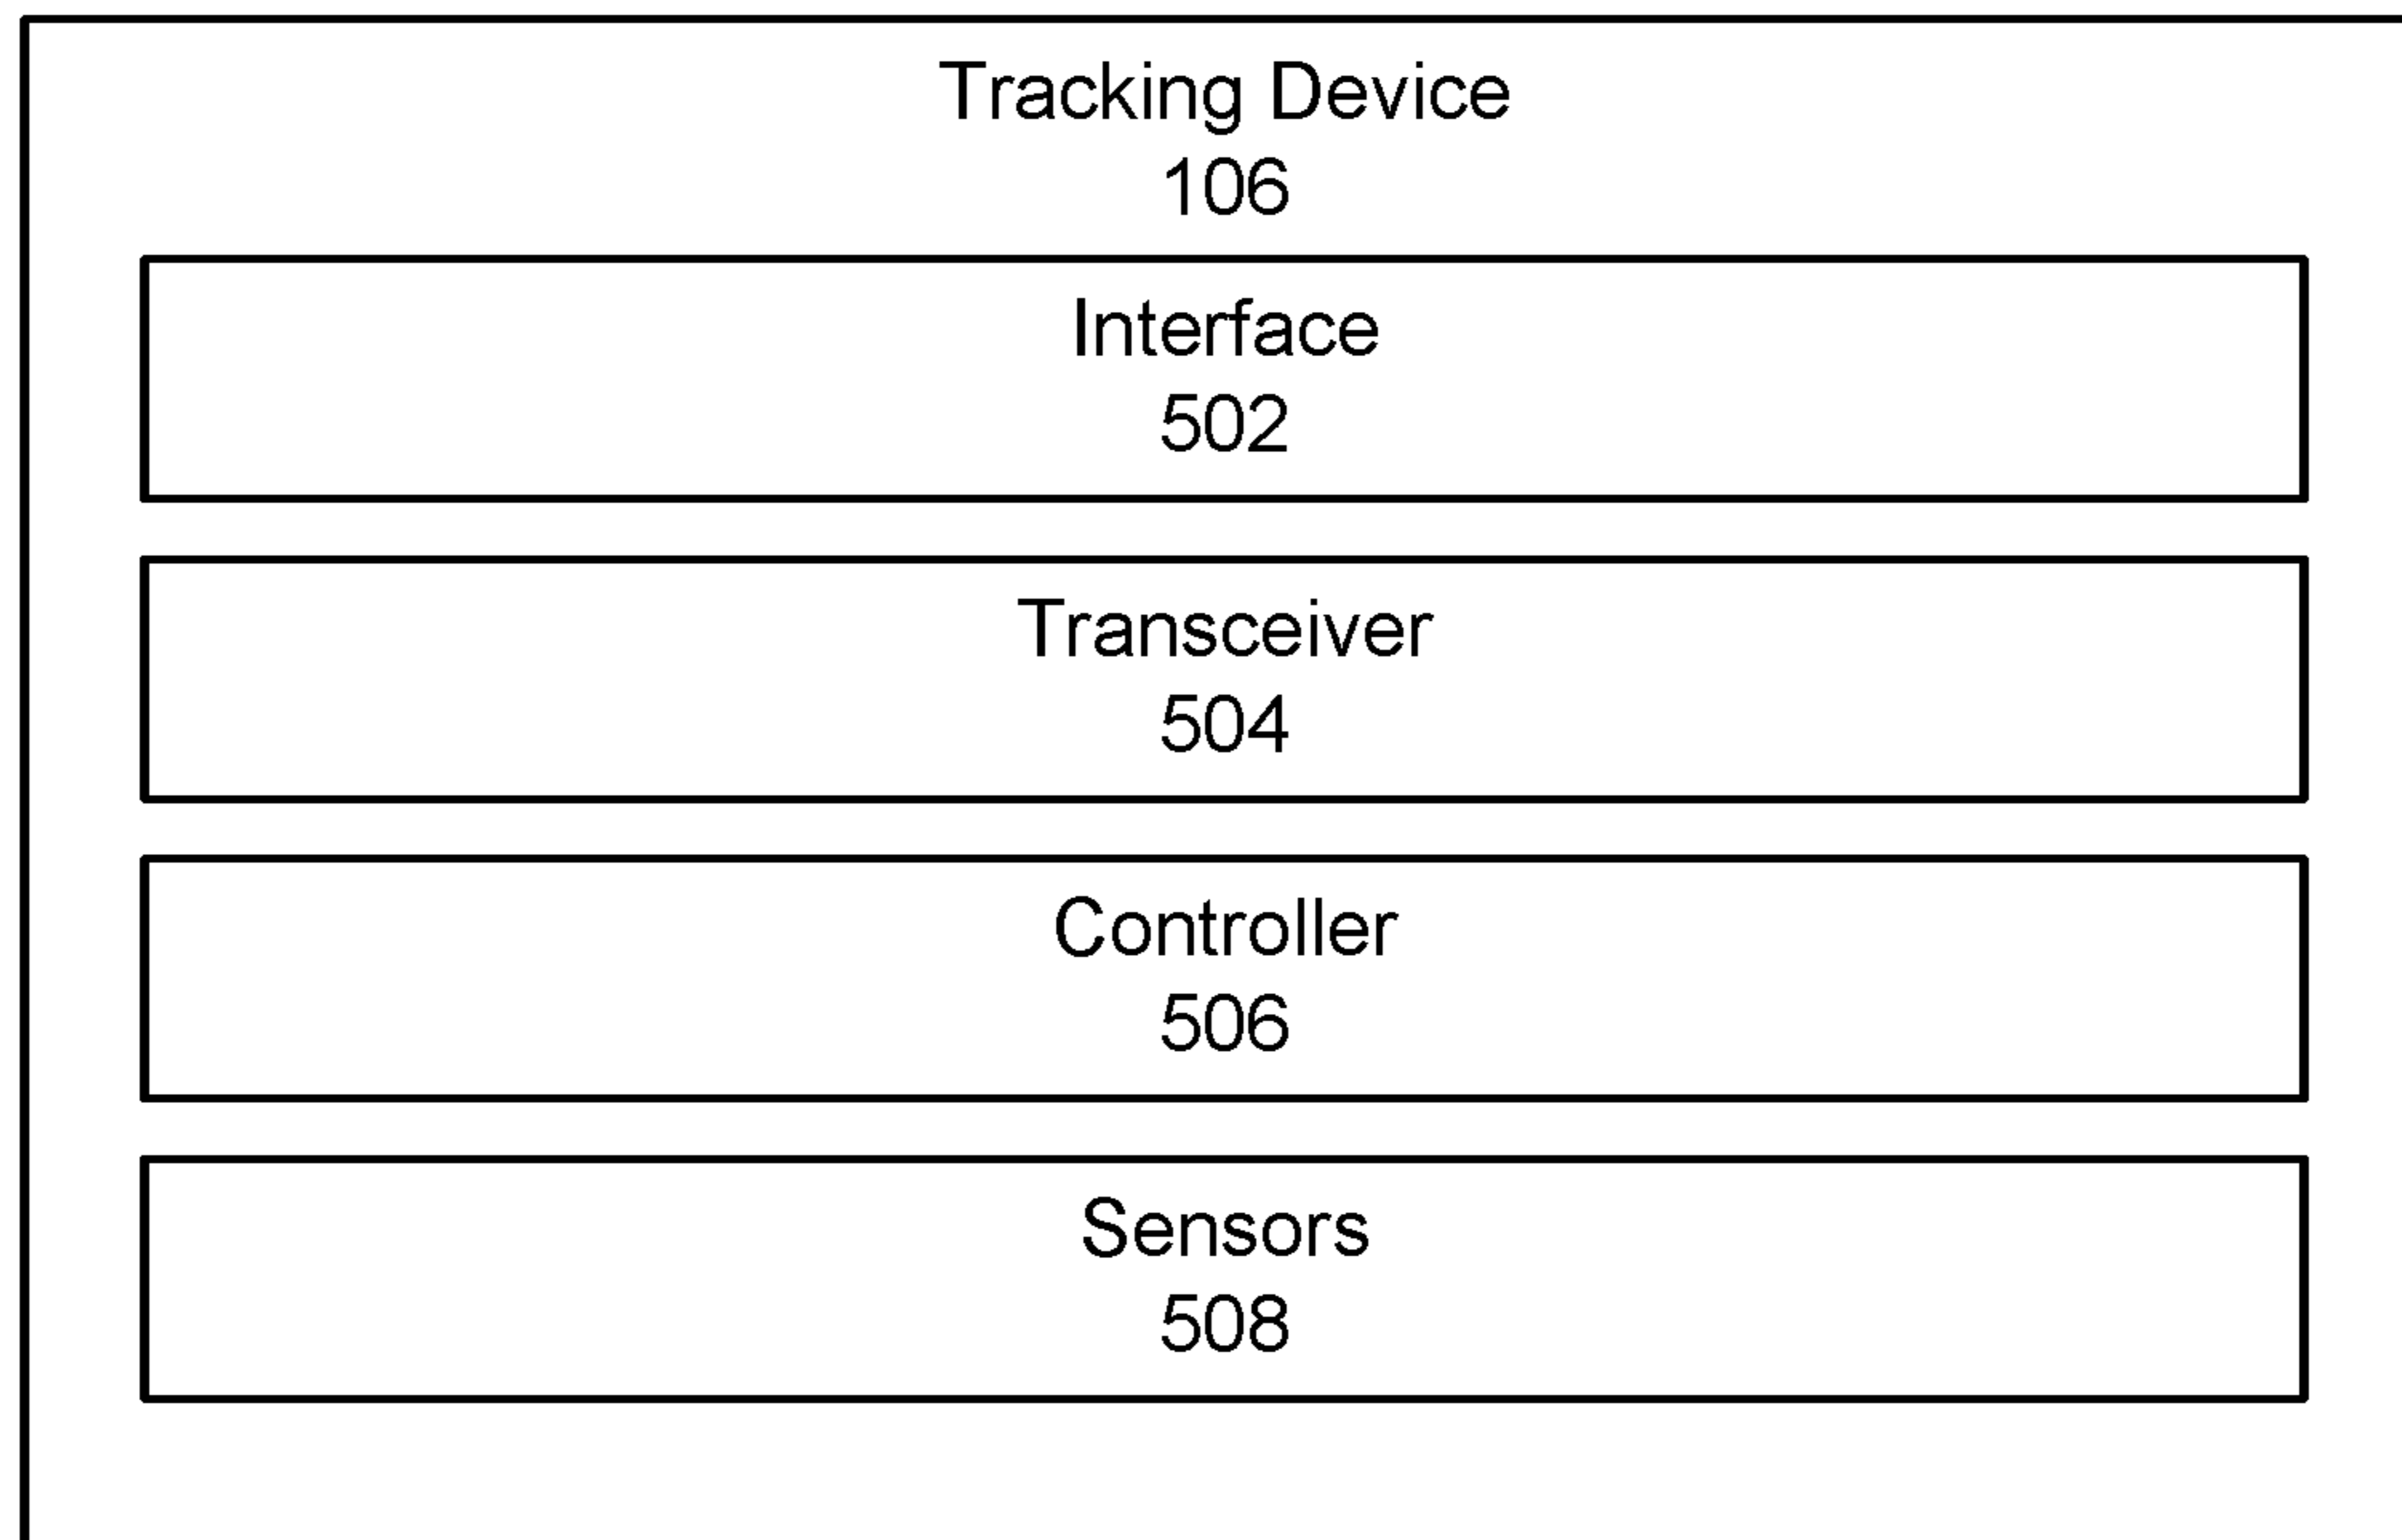 Tracking Device
106
Interface
502
Transceiver
504
Controller
506
Sensors
508